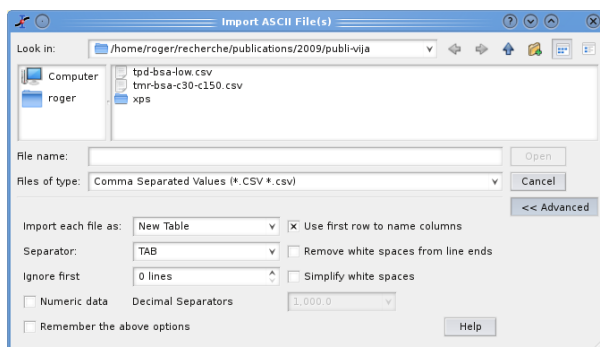 Import ASCII File(s)
Look in: /home/roger/recherche/publications/2009/publi-vija
Computer
roger
tpd-bsa-low.csv
tmr-bsa-c30-c150.csv
xps
File name: Open
Files of type: Comma Separated Values (*.CSV *.csv) Cancel
<< Advanced
Import each file as: New Table Use first row to name columns
Separator: TAB Remove white spaces from line ends
Ignore first 0 lines Simplify white spaces
Numeric data Decimal Separators 1,000.0
Remember the above options Help